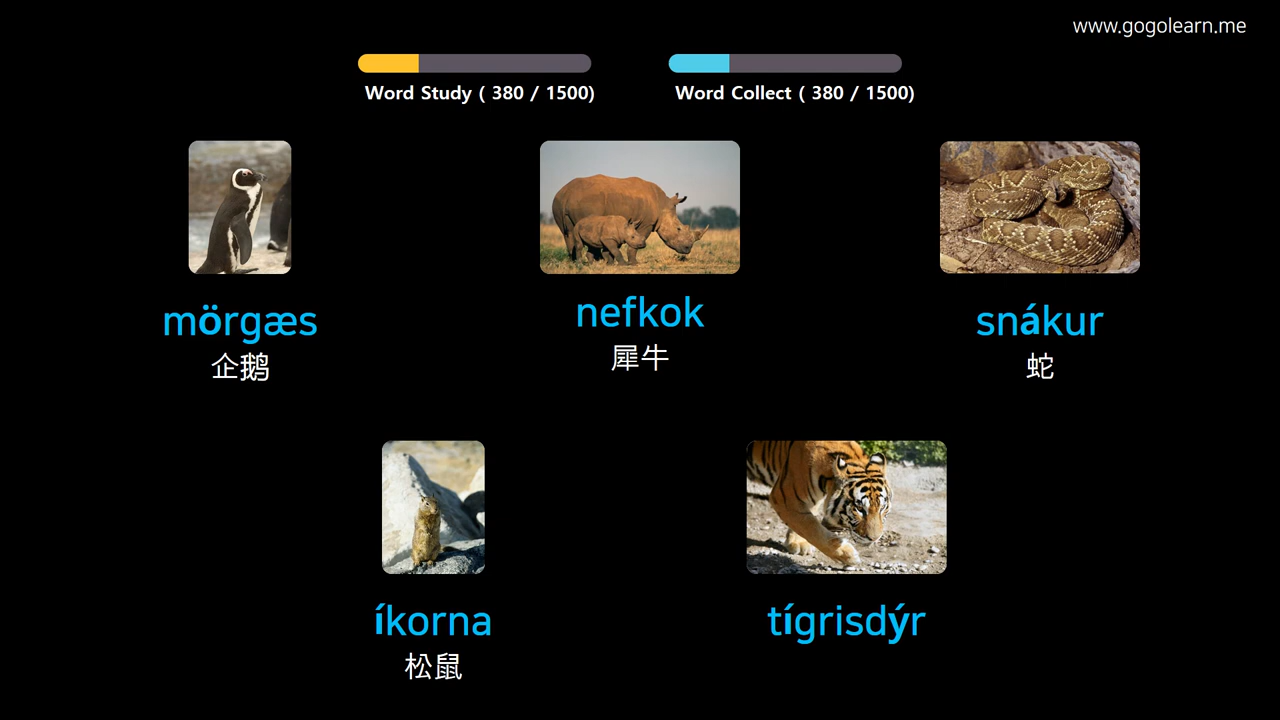 www.gogolearn.me
Word Study ( 380 / 1500)
Word Collect ( 380 / 1500)
mörgæs
企鹅
nefkok
犀牛
snákur
蛇
íkorna
松鼠
tígrisdýr